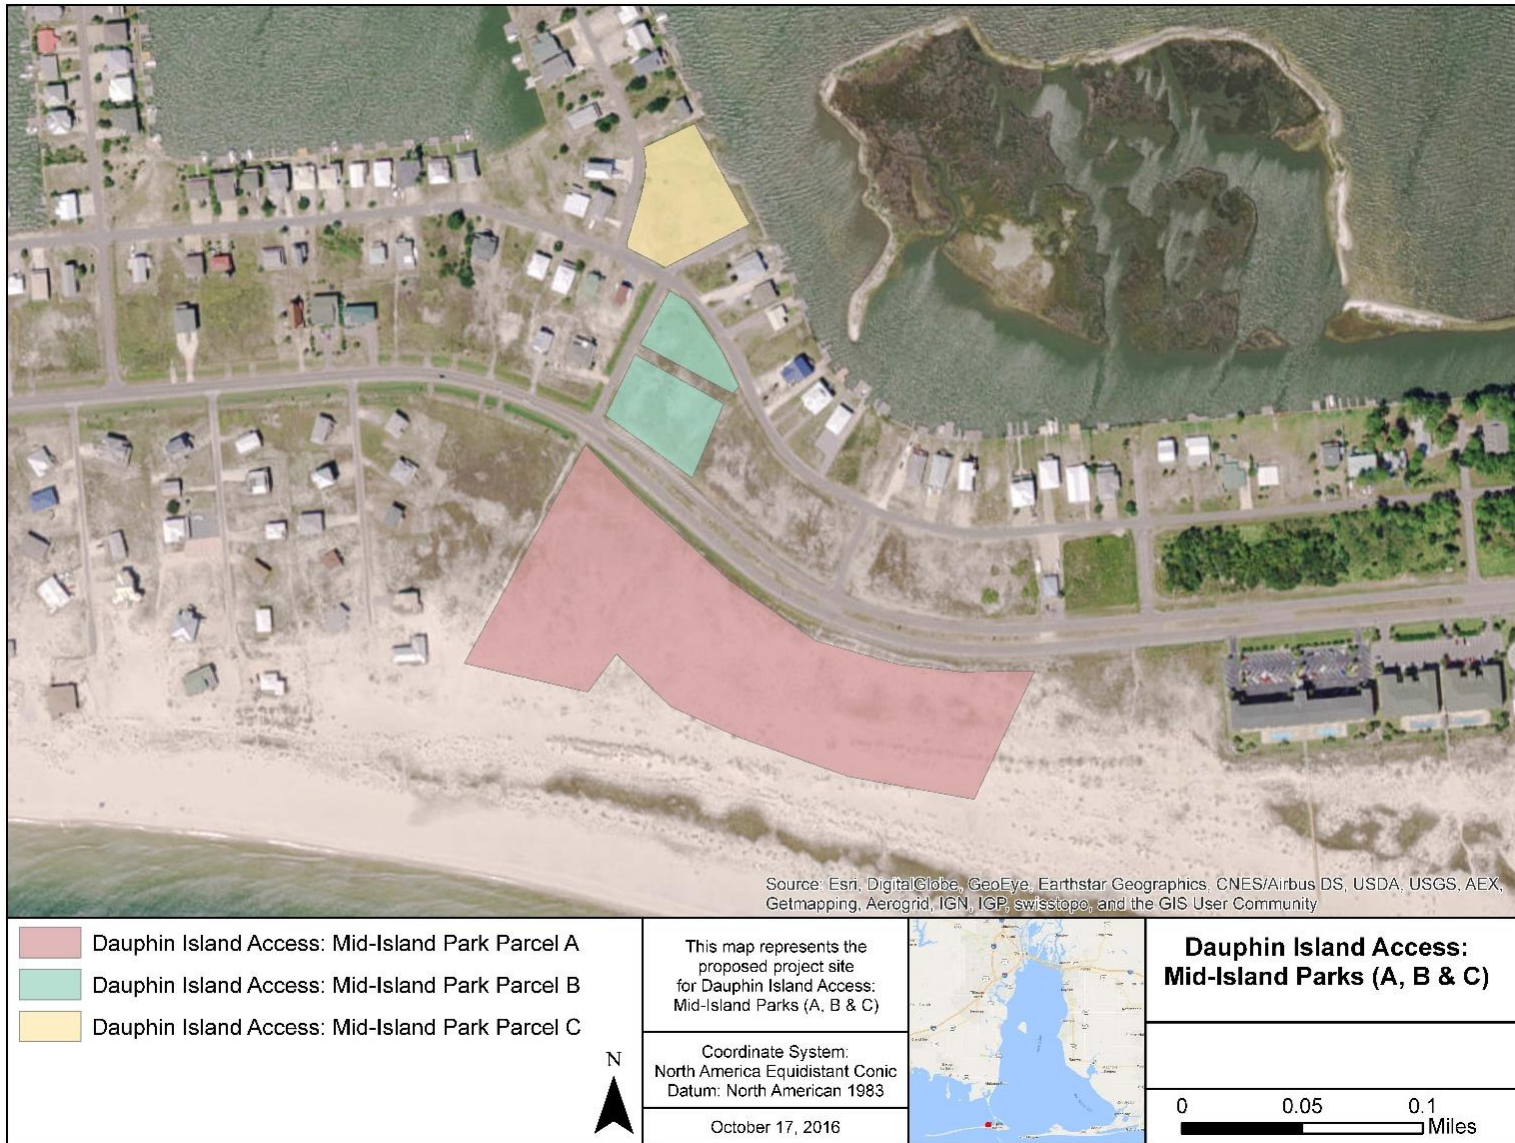 Source: Esri, DigitalGlobe, GeoEye, Earthstar Geographics, CNES/Airbus DS, USDA, USGS, AEX,
Getmapping, Aerogrid, IGN, IGP, swisstopo, and the GIS User Community
Dauphin Island Access: Mid-Island Park Parcel A
Dauphin Island Access: Mid-Island Park Parcel B
Dauphin Island Access: Mid-Island Park Parcel C
N
This map represents the
proposed project site
for Dauphin Island Access:
Mid-Island Parks (A, B & C)
Coordinate System:
North America Equidistant Conic
Datum: North American 1983
October 17, 2016
Dauphin Island Access:
Mid-Island Parks (A, B & C)
0 0.05 0.1
Miles